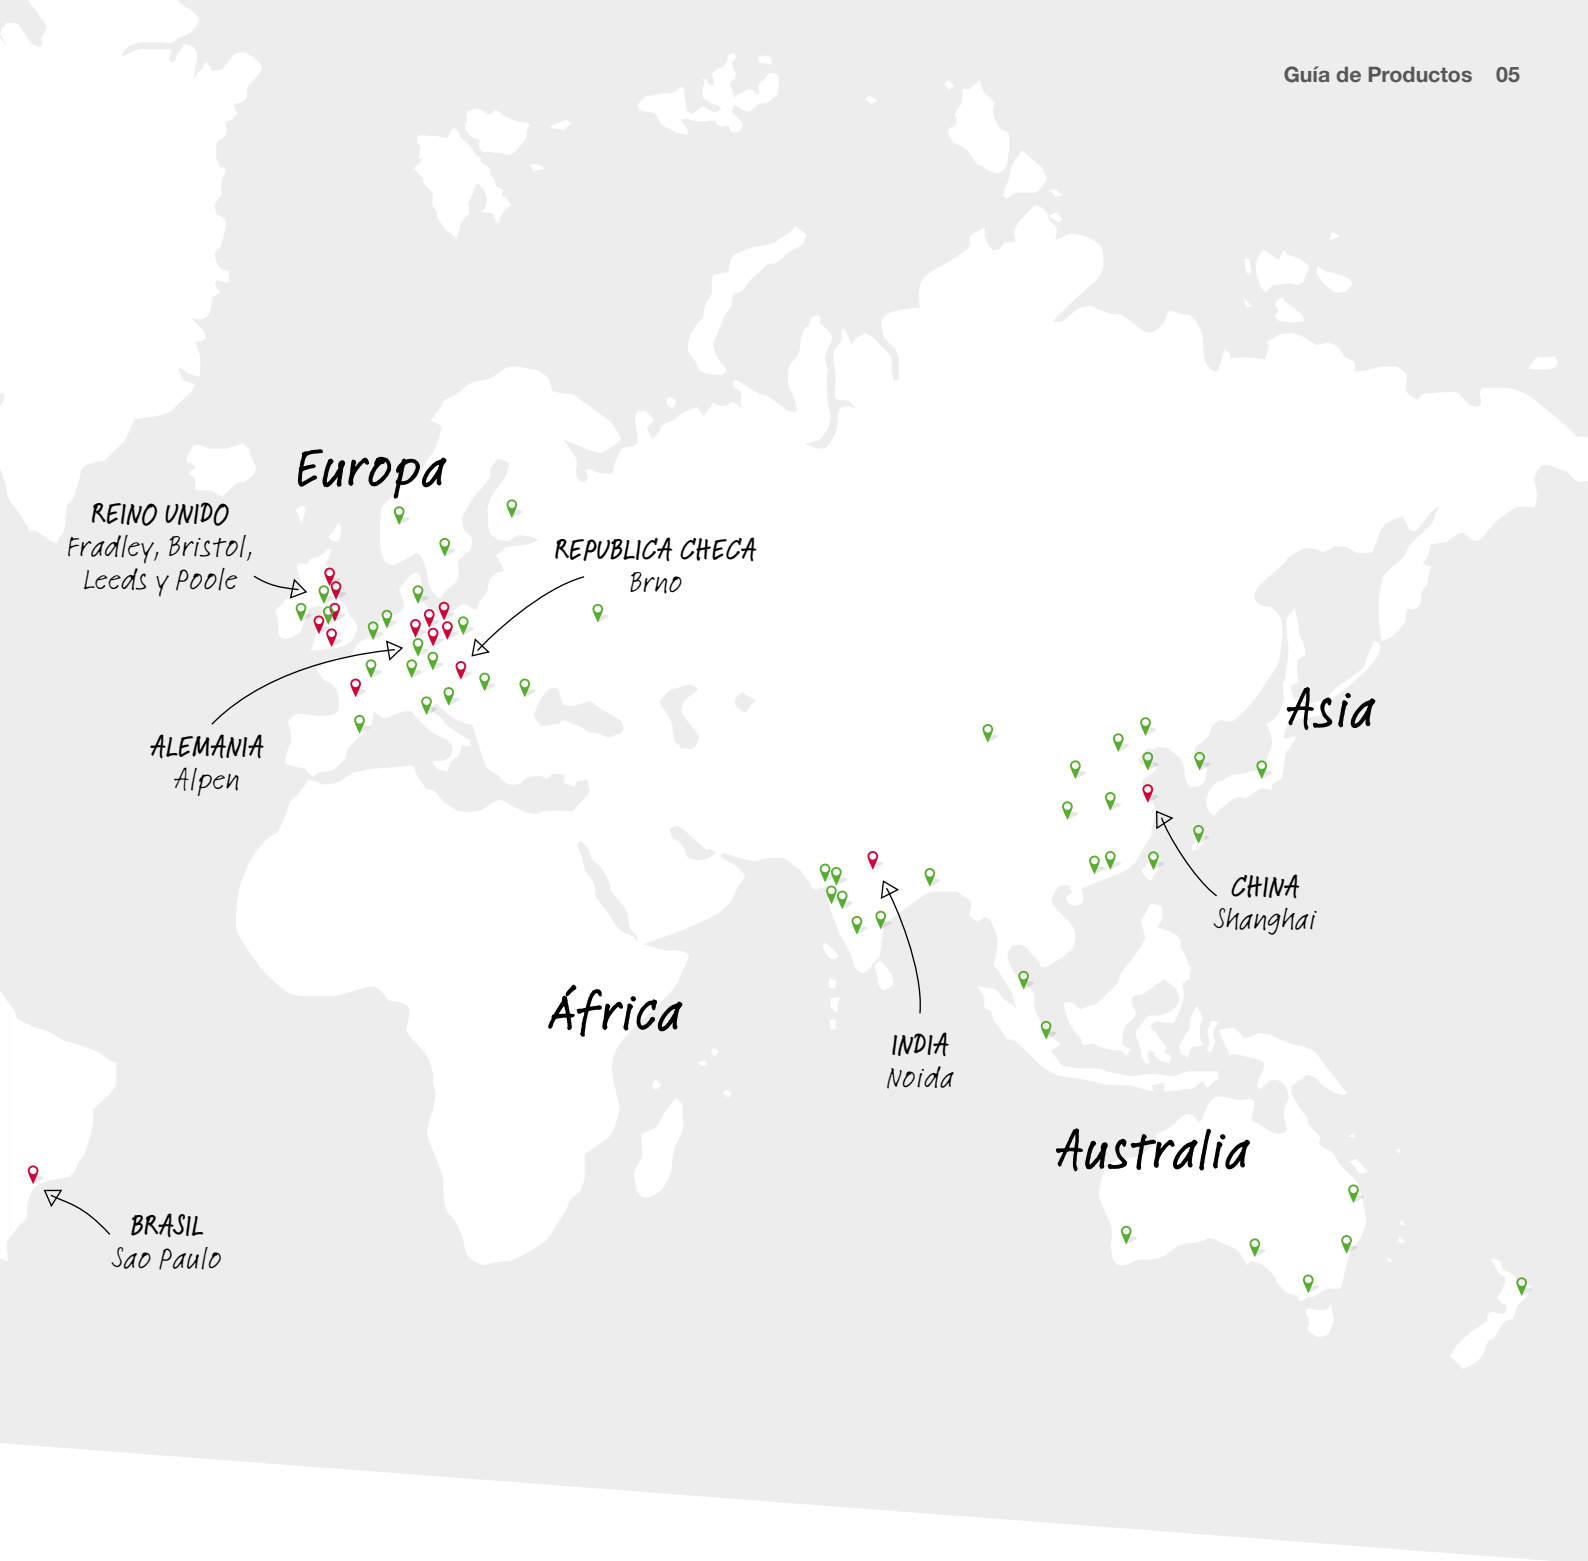 Guía de Productos 05
Europa
REINO UNIDO
Fradley, Bristol,
Leeds y Poole
REPUBLICA CHECA
Brno
ALEMANIA
Alpen
Asia
CHINA
Shanghai
África
INDIA
Noida
Australia
BRASIL
Sao Paulo